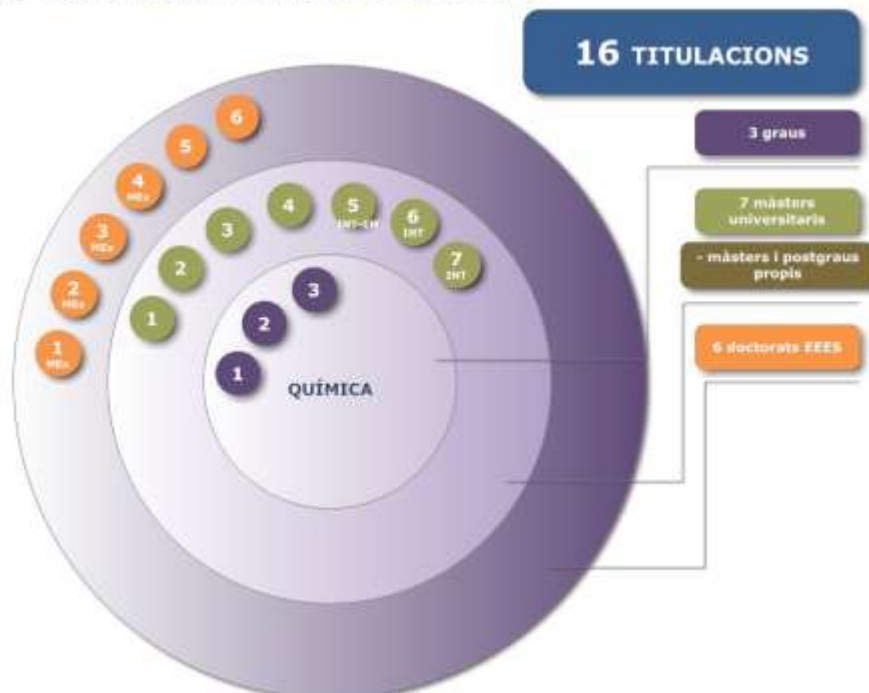 16 TITULACIONS
3 graus
7 màsters
universitaris
- màsters i postgraus
propis
6 doctorats EEES
6
5
4
MEx
3
MEx
2
MEx
1
MEx
1
2
3
4
5
INT-EM
6
INT
7
INT
3
2
1
QUÍMICA